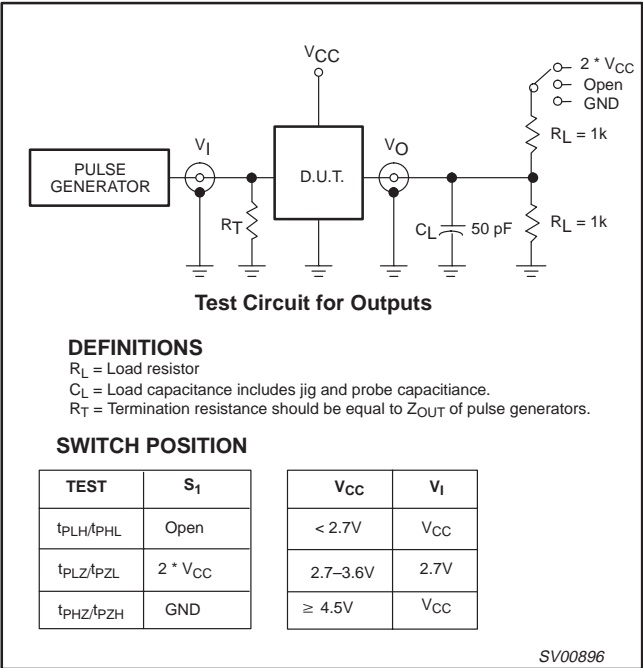 VCC
2 * VCC
Open
GND
RL = 1k
VI
VO
PULSE
GENERATOR
D.U.T.
RT
CL
50 pF
RL = 1k
Test Circuit for Outputs
DEFINITIONS
RL = Load resistor
CL = Load capacitance includes jig and probe capacitiance.
RT = Termination resistance should be equal to ZOUT of pulse generators.
SWITCH POSITION
TEST S1
tPLH/tPHL Open
tPLZ/tPZL 2 * VCC
tPHZ/tPZH GND
VCC VI
< 2.7V VCC
2.7–3.6V 2.7V
≥ 4.5V VCC
SV00896